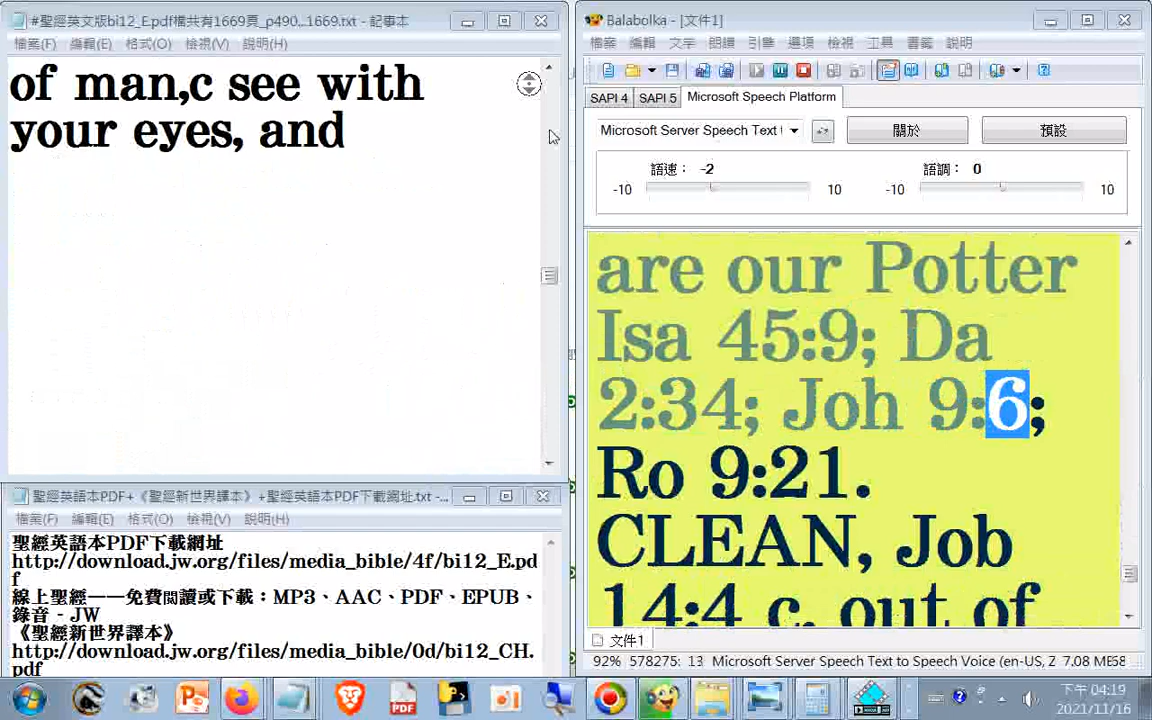 #聖經英文版bi12_E.pdf檔共有1669頁_p490,..1669.txt - 記事本
檔案(F) 編輯(E) 格式(O) 檢視(V) 說明(H)
of man,c see with
your eyes, and
聖經英語本PDF+《聖經新世界譯本》+聖經英語本PDF下載網址.txt -...
檔案(F) 編輯(E) 格式(O) 檢視(V) 說明(H)
聖經英語本PDF下載網址
http://download.jw.org/files/media_bible/4f/bi12_E.pd
f
線上聖經——免費閱讀或下載：MP3、AAC、PDF、EPUB、
錄音 - JW
《聖經新世界譯本》
http://download.jw.org/files/media_bible/0d/bi12_CH.
pdf
Balabolka - [文件1]
檔案 編輯 文字 朗讀 引擎 選項 檢視 工具 書籤 說明
SAPI 4 SAPI 5 Microsoft Speech Platform
Microsoft Server Speech Text 關於 預設
語速： -2 語調： 0
-10 10 -10 10
are our Potter
Isa 45:9; Da
2:34; Joh 9:6;
Ro 9:21.
CLEAN, Job
14:4 c. out of
文件1
92% 578275: 13 Microsoft Server Speech Text to Speech Voice (en-US, Z 7.08 ME58
PDF
下午 04:19
2021/11/16